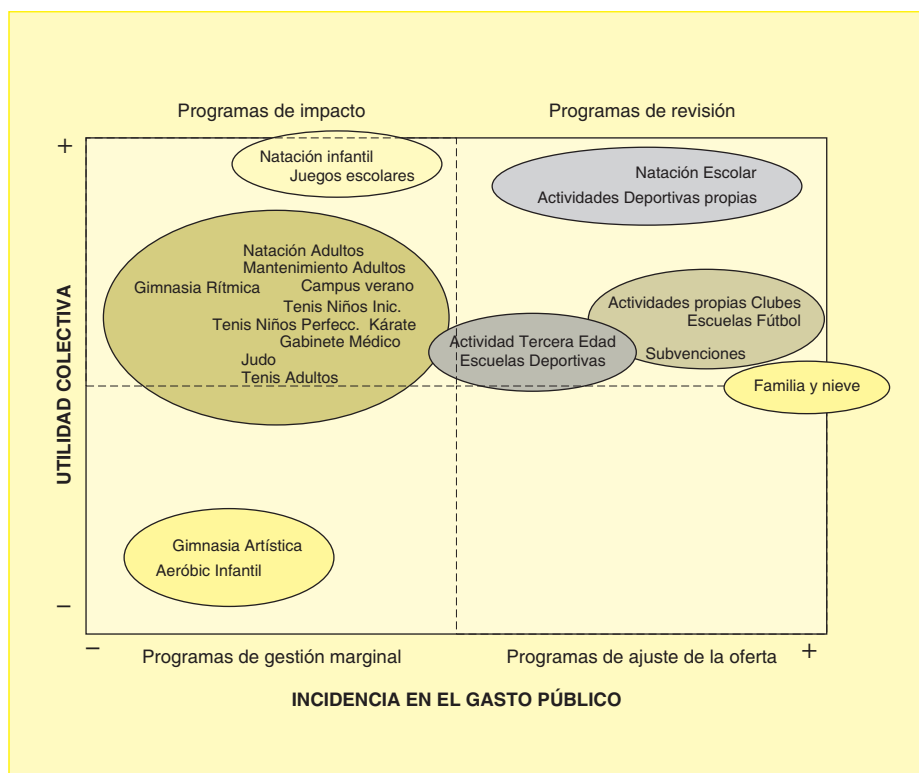 Programas de impacto
Programas de revisión
+
Natación infantil
Juegos escolares
Natación Escolar
Actividades Deportivas propias
Natación Adultos
Mantenimiento Adultos
Gimnasia Rítmica
Campus verano
Tenis Niños Inic.
Tenis Niños Perfecc. Kárate
Gabinete Médico
Judo
Tenis Adultos
Actividades propias Clubes
Escuelas Fútbol
Subvenciones
Actividad Tercera Edad
Escuelas Deportivas
Familia y nieve
UTILIDAD COLECTIVA
Gimnasia Artística
Aeróbic Infantil
–
–
Programas de gestión marginal
Programas de ajuste de la oferta
+
INCIDENCIA EN EL GASTO PÚBLICO